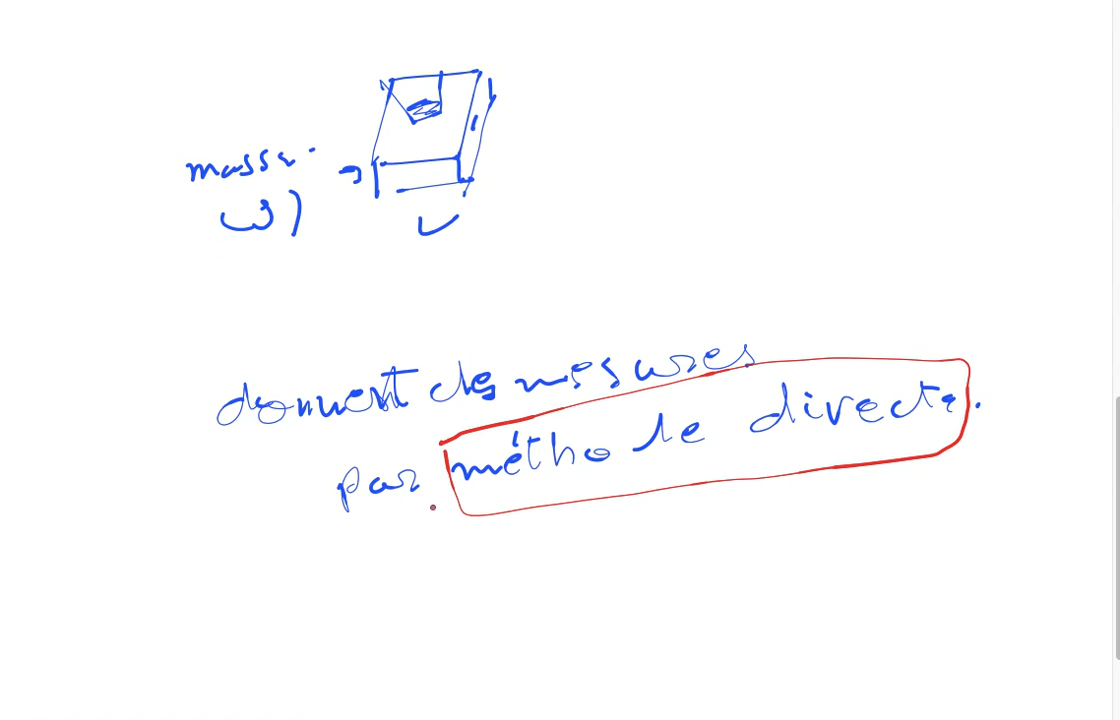 masse
donnent des mesures
par méthode directe.